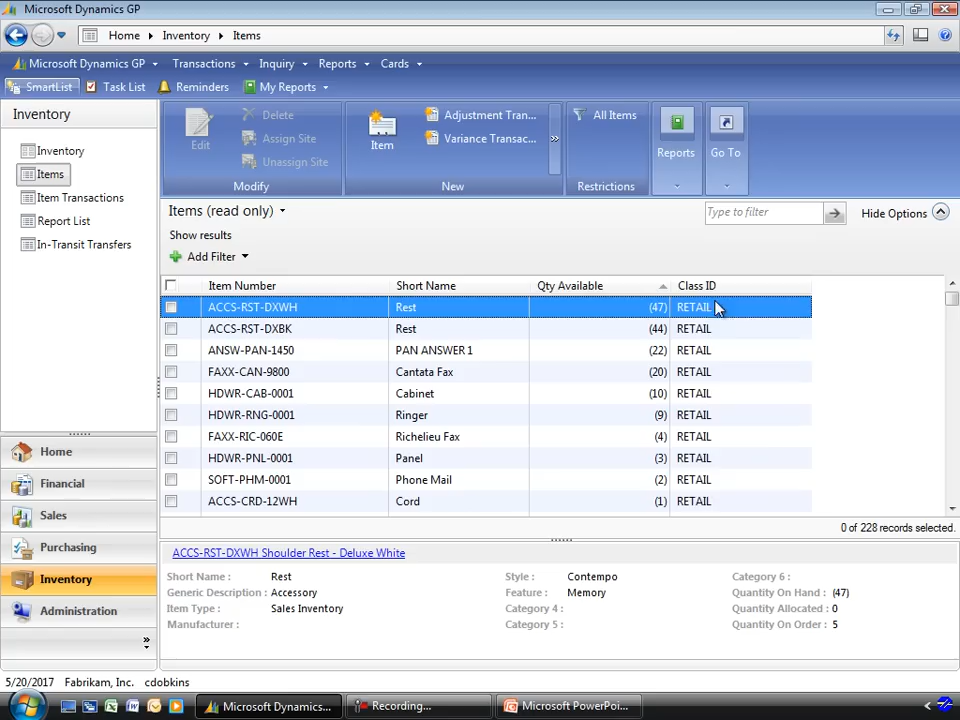 Microsoft Dynamics GP
Home Inventory Items
Microsoft Dynamics GP Transactions Inquiry Reports Cards
SmartList Task List Reminders My Reports
Inventory
Inventory
Items
Item Transactions
Report List
In-Transit Transfers
Edit
Delete
Assign Site
Unassign Site
Modify
Item
Adjustment Tran...
Variance Transac...
New
All Items
Restrictions
Reports
Go To
Items (read only)
Type to filter
Hide Options
Show results
Add Filter
Item Number Short Name Qty Available Class ID
ACCS-RST-DXWH Rest (47) RETAIL
ACCS-RST-DXBK Rest (44) RETAIL
ANSW-PAN-1450 PAN ANSWER 1 (22) RETAIL
FAXX-CAN-9800 Cantata Fax (20) RETAIL
HDWR-CAB-0001 Cabinet (10) RETAIL
HDWR-RNG-0001 Ringer (9) RETAIL
FAXX-RIC-060E Richelieu Fax (4) RETAIL
HDWR-PNL-0001 Panel (3) RETAIL
SOFT-PHM-0001 Phone Mail (2) RETAIL
ACCS-CRD-12WH Cord (1) RETAIL
0 of 228 records selected.
Home
Financial
Sales
Purchasing
Inventory
Administration
ACCS-RST-DXWH Shoulder Rest - Deluxe White
Short Name : Rest Style : Contempo Category 6 :
Generic Description : Accessory Feature : Memory Quantity On Hand : (47)
Item Type : Sales Inventory Category 4 : Quantity Allocated : 0
Manufacturer : Category 5 : Quantity On Order : 5
5/20/2017 Fabrikam, Inc. cdobkins
Microsoft Dynamics... Recording... Microsoft PowerPoi...